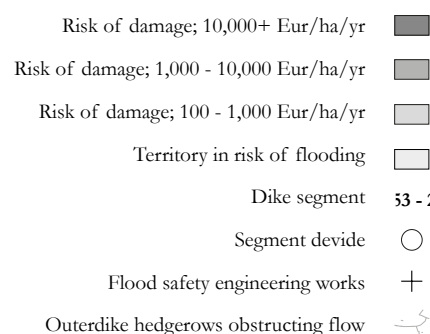 Risk of damage; 10,000+ Eur/ha/yr
Risk of damage; 1,000 - 10,000 Eur/ha/yr
Risk of damage; 100 - 1,000 Eur/ha/yr
Territory in risk of flooding
Dike segment 53 - 2
Segment devide
Flood safety engineering works
Outerdike hedgerows obstructing flow